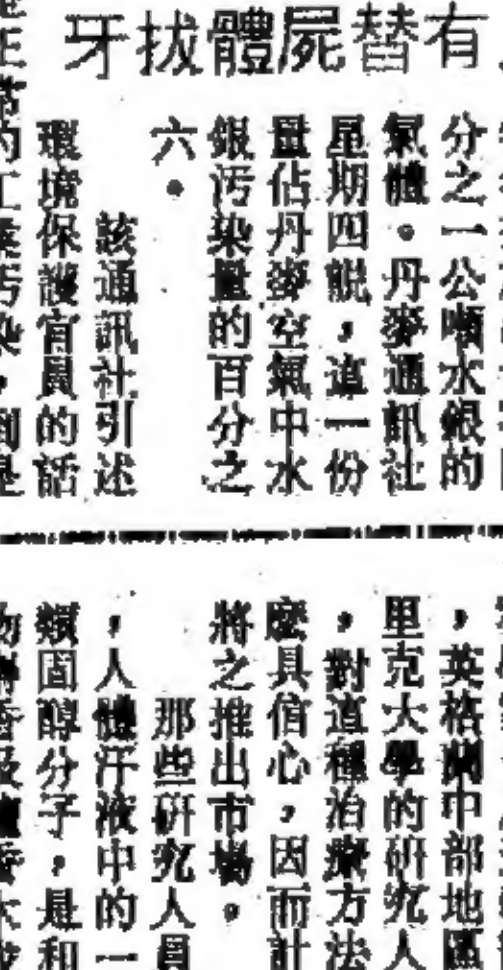 有替屍體拔牙
分之一公噸水銀的
氣體。丹麥通訊社
星期四說,這一份
量佔丹麥空氣中水
銀污染量的百分之
六。
該通訊社引述
環境保護官員的話
,英格蘭中部地區
里克大學的研究人
,對這種治療方法
麼具信心,因而計
將之推出市場。
那些研究人員
,人體汗液中的一
類固醇分子,是和